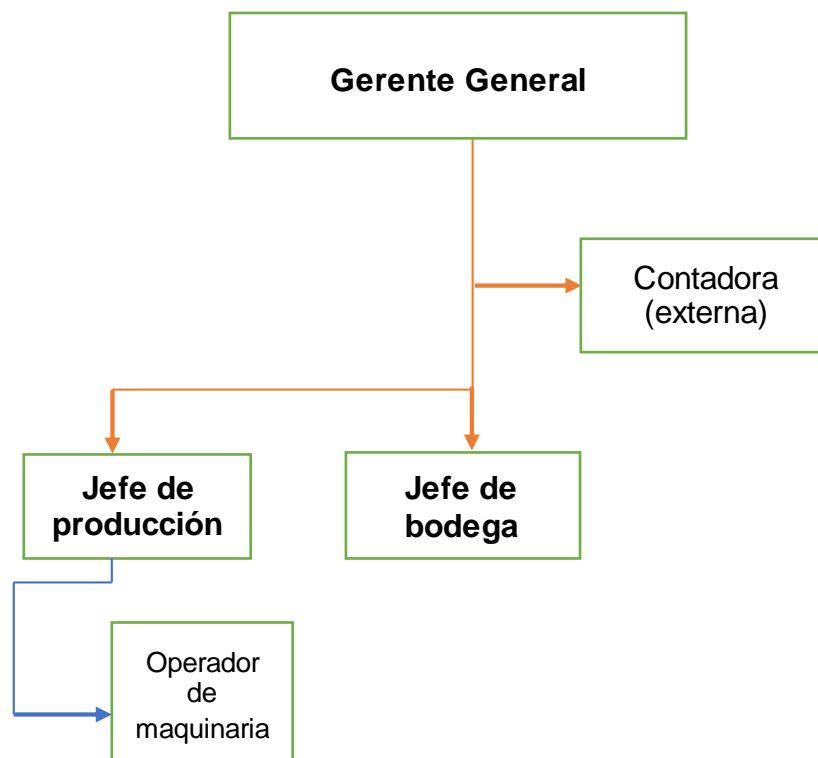 Gerente General
Contadora
(externa)
Jefe de
producción
Jefe de
bodega
Operador
de
maquinaria